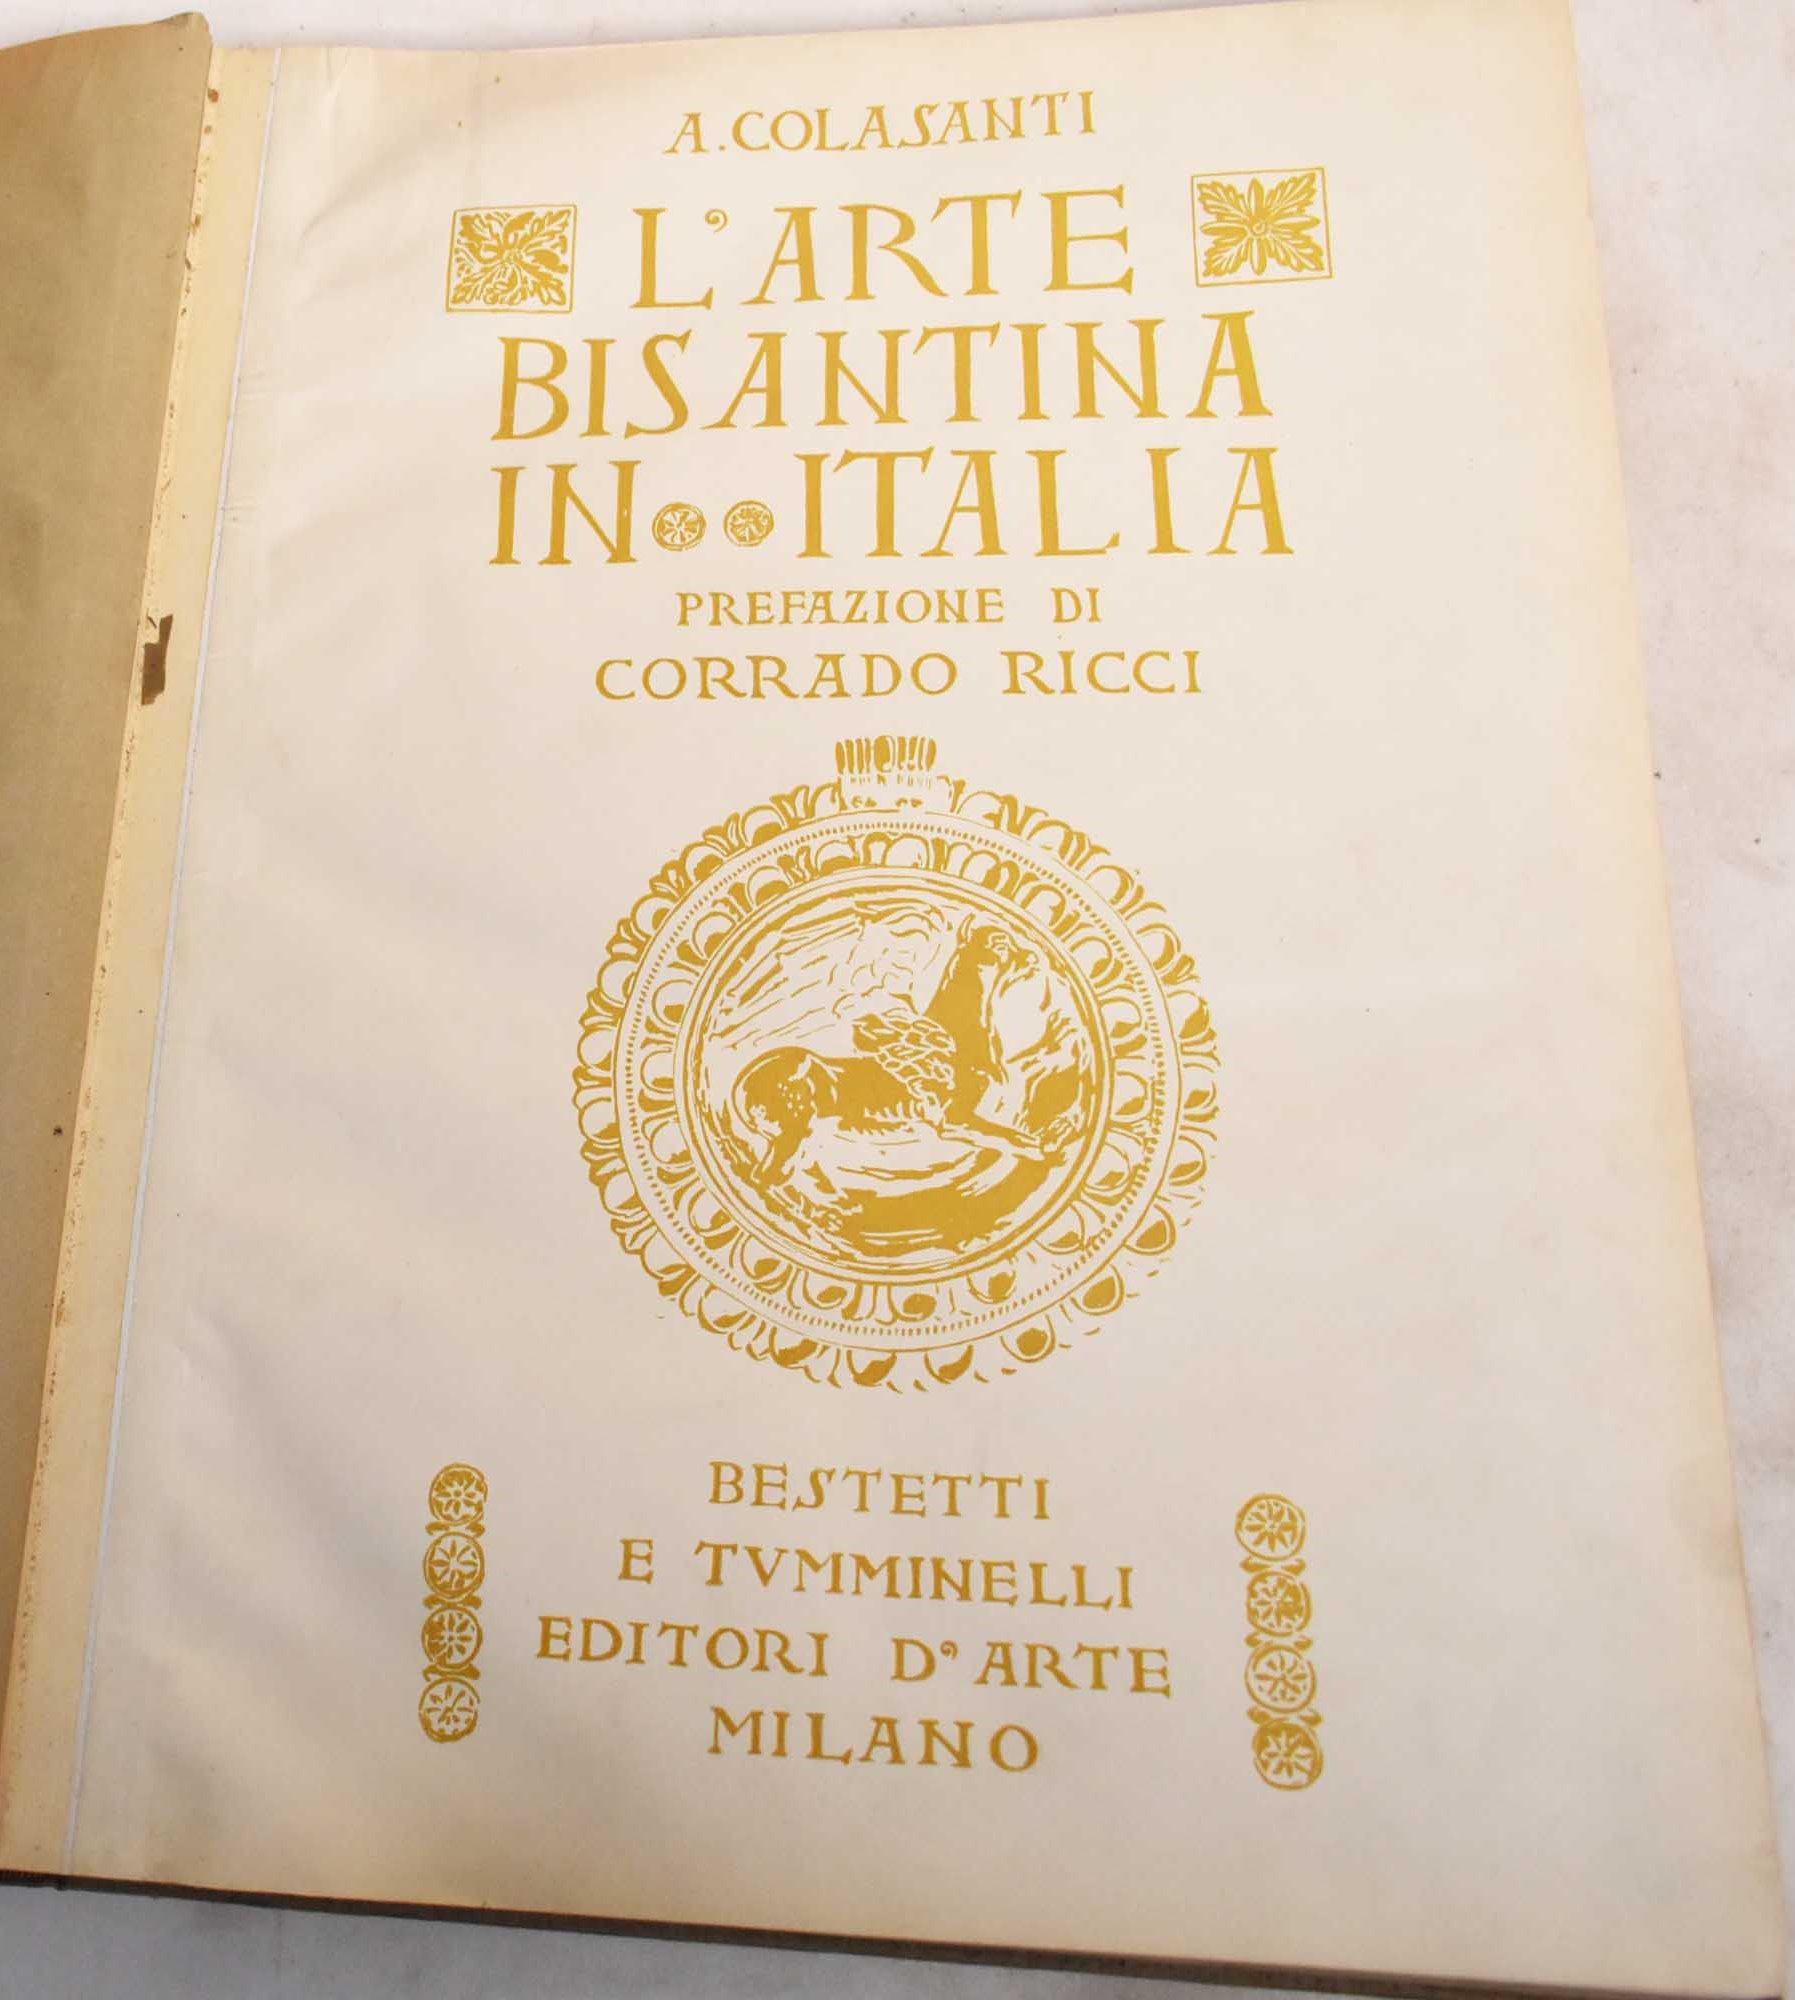 A. COLASANTI
L'ARTE
BISANTINA
IN ITALIA
PREFAZIONE DI
CORRADO RICCI
BESTETTI
E TVMMINELLI
EDITORI D'ARTE
MILANO